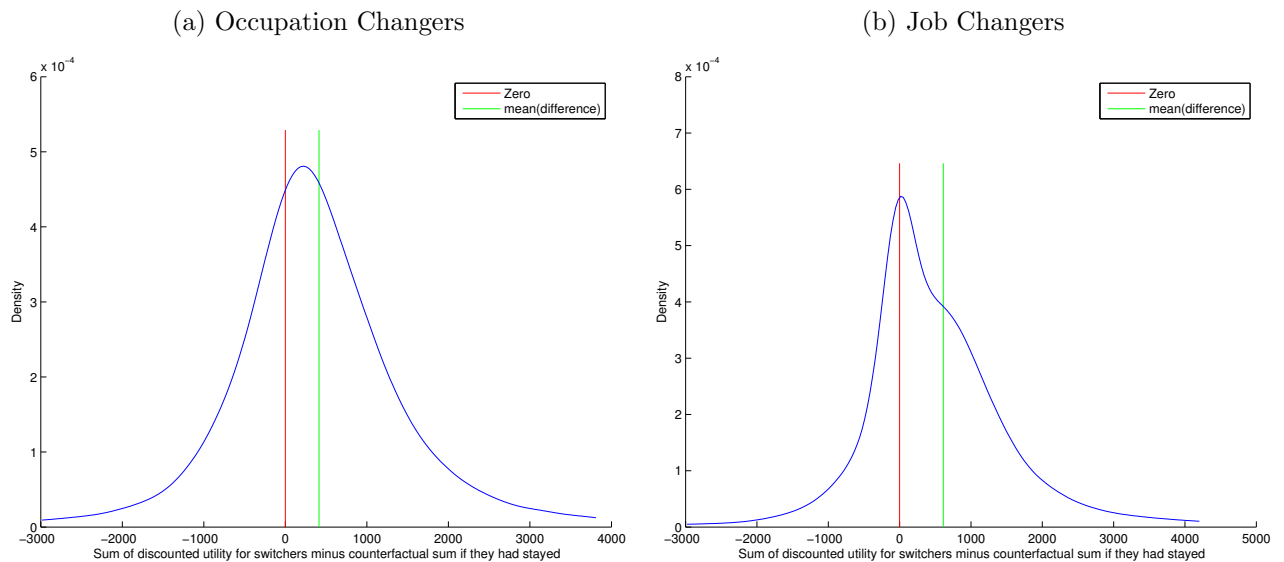 (a) Occupation Changers
x 10⁻⁴
6
5
4
3
2
1
0
Density
Zero
mean(difference)
−3000 −2000 −1000 0 1000 2000 3000 4000
Sum of discounted utility for switchers minus counterfactual sum if they had stayed
(b) Job Changers
x 10⁻⁴
8
7
6
5
4
3
2
1
0
Density
Zero
mean(difference)
−3000 −2000 −1000 0 1000 2000 3000 4000 5000
Sum of discounted utility for switchers minus counterfactual sum if they had stayed